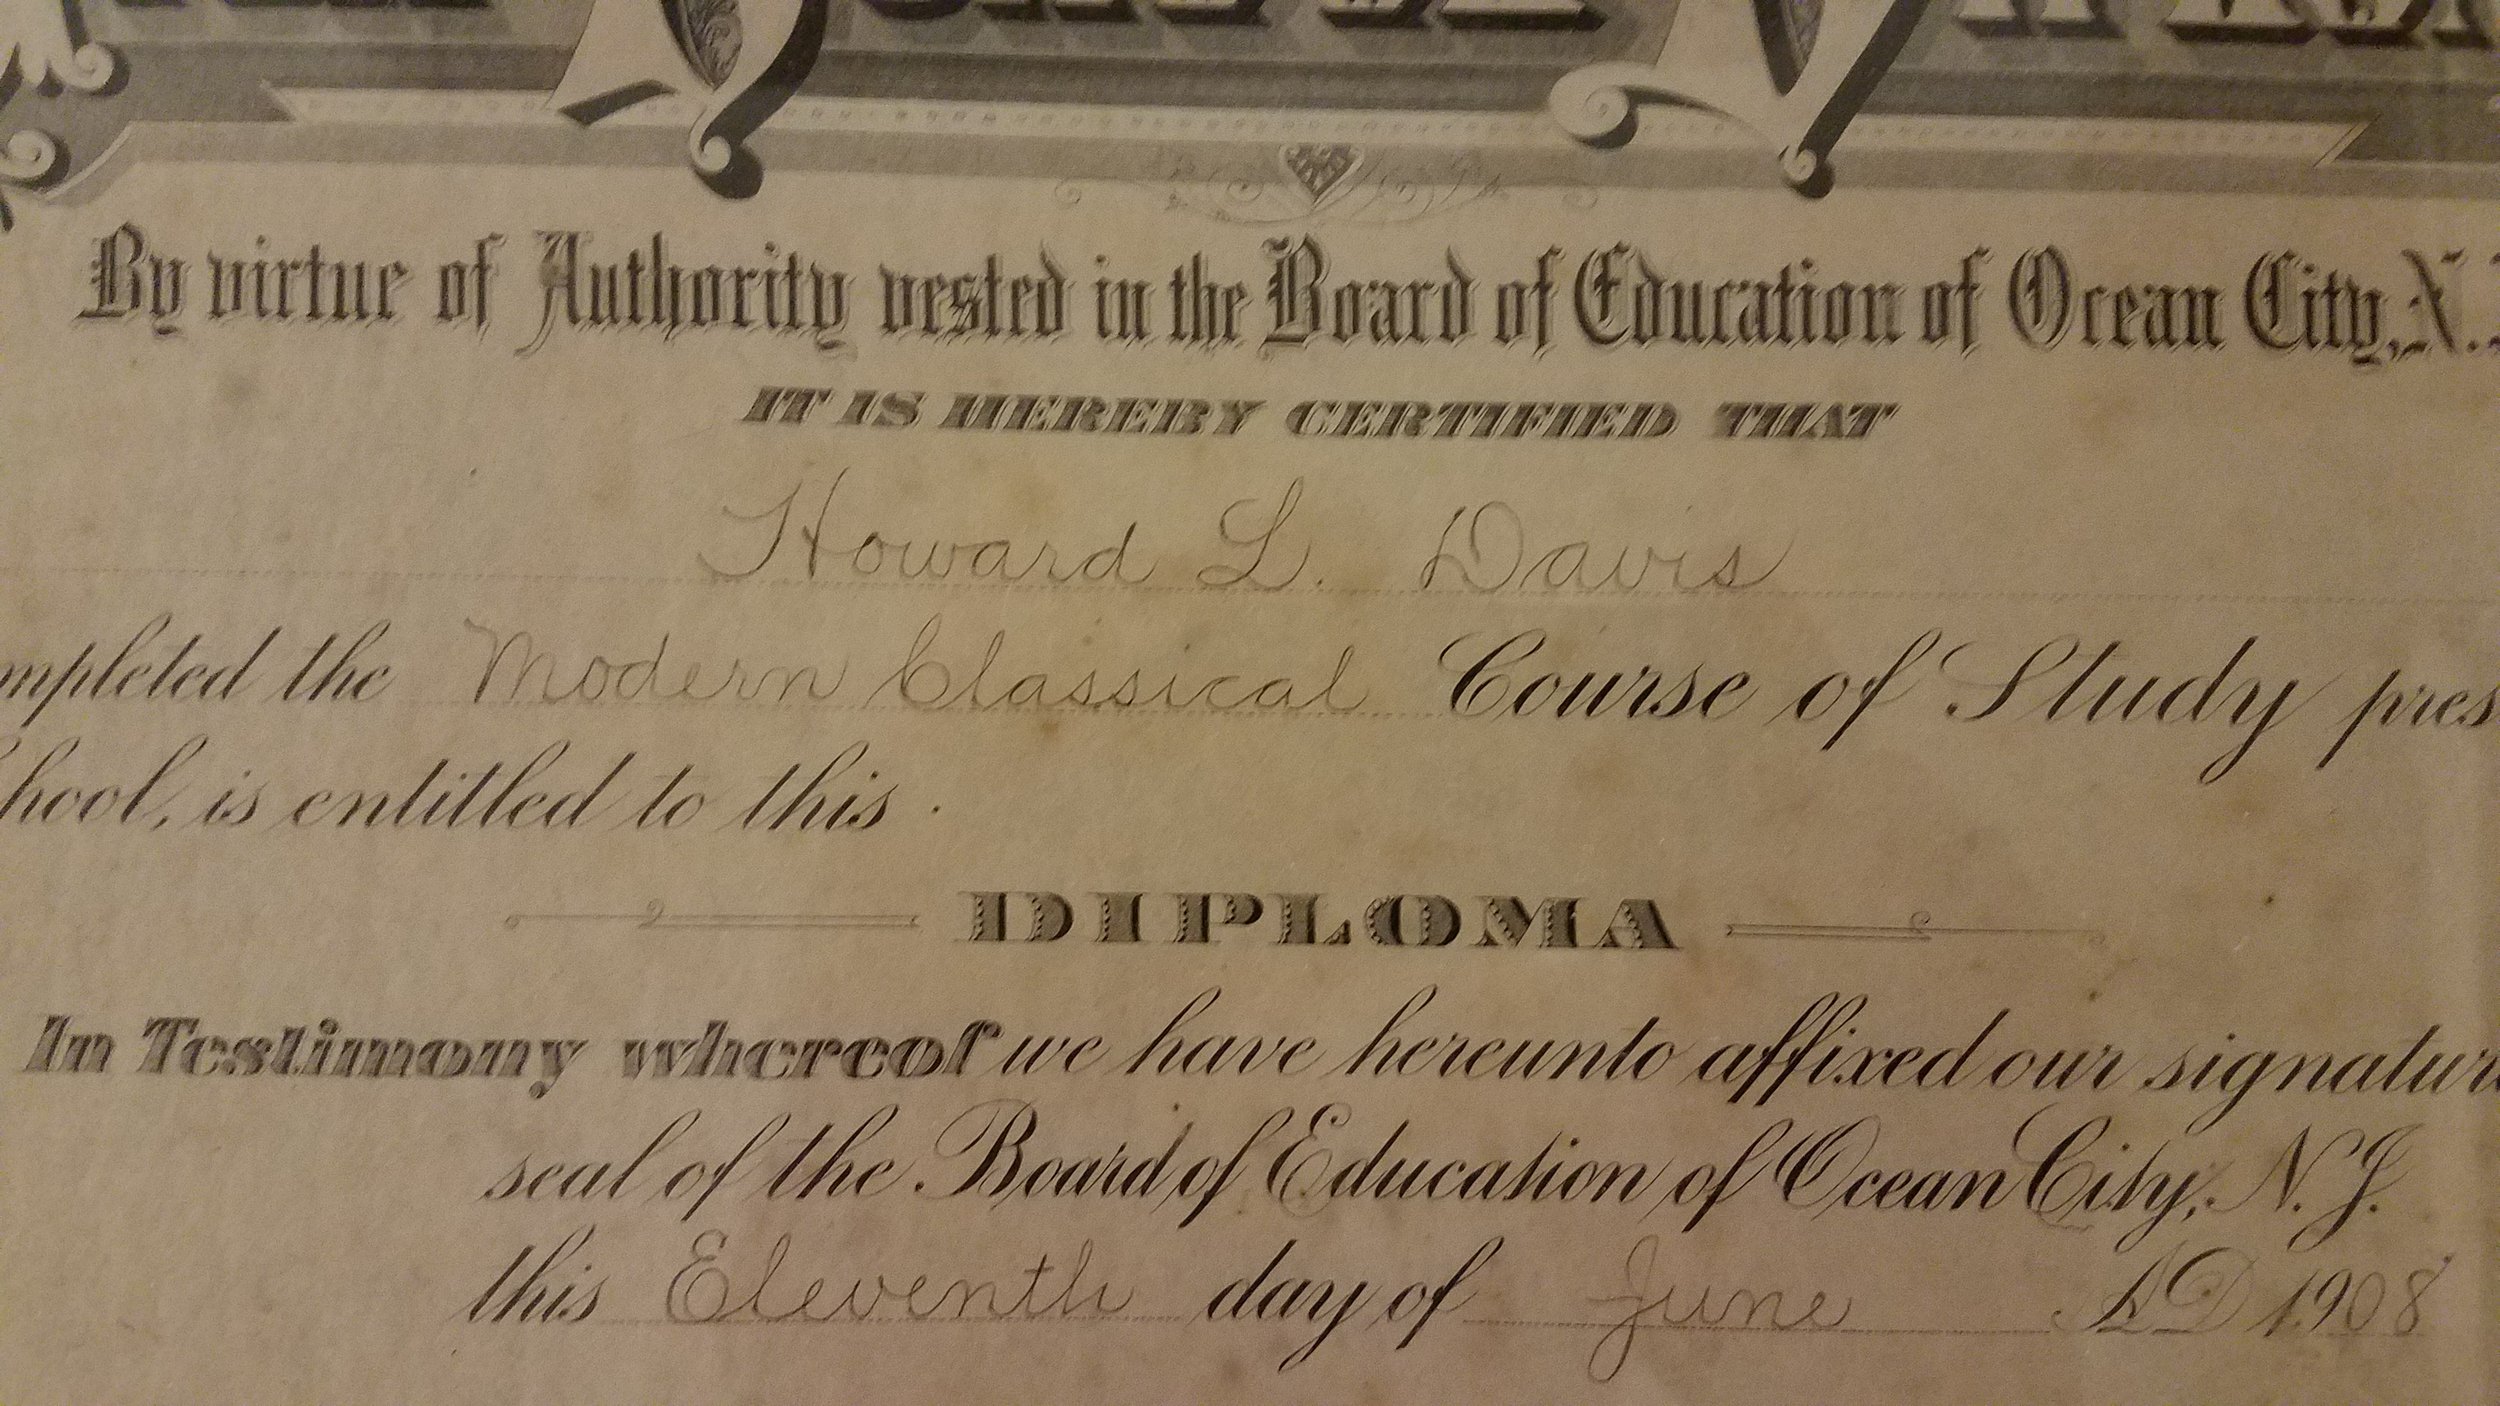 By virtue of Authority vested in the Board of Education of Ocean City, N.
IT IS HEREBY CERTIFIED THAT
Howard L. Davis
mpleted the Modern Classical Course of Study pres
hool, is entitled to this
DIPLOMA
In Testimony whereof we have hereunto affixed our signatur
seal of the Board of Education of Ocean City, N. J.
this Eleventh day of June AD 1908